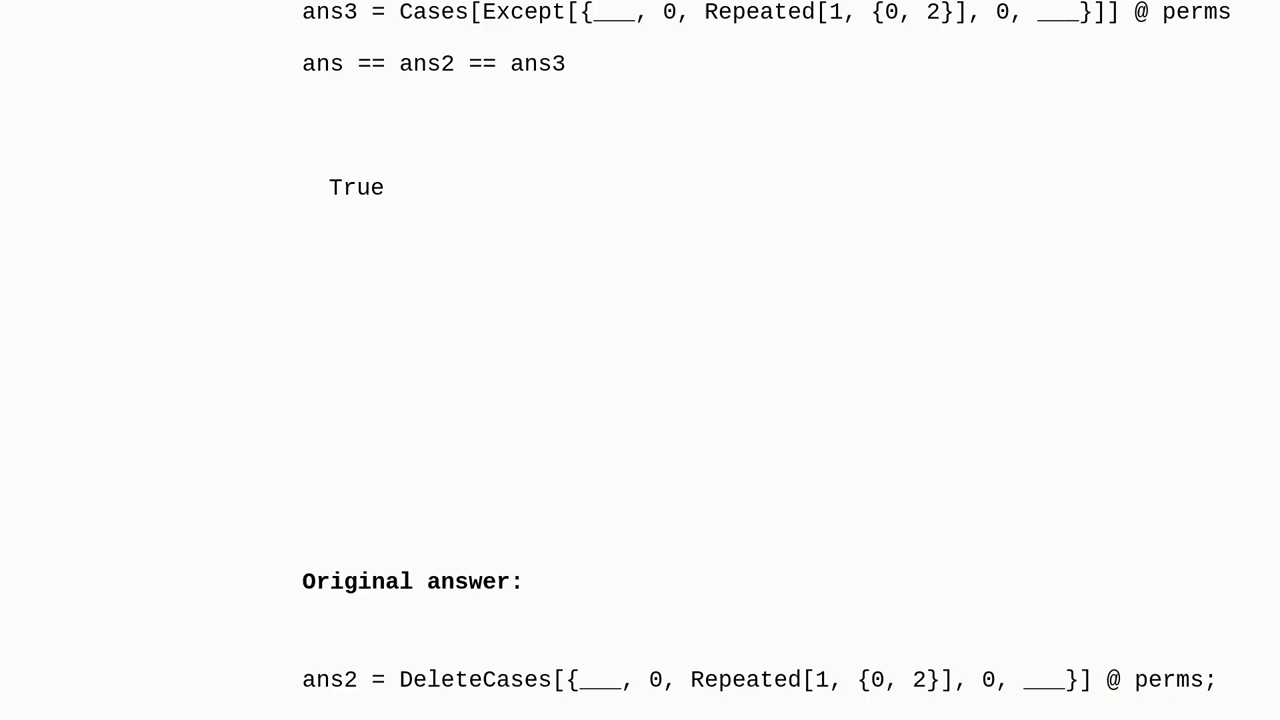 ans3 = Cases[Except[{___, 0, Repeated[1, {0, 2}], 0, ___}]] @ perms
ans == ans2 == ans3
True
Original answer:
ans2 = DeleteCases[{___, 0, Repeated[1, {0, 2}], 0, ___}] @ perms;